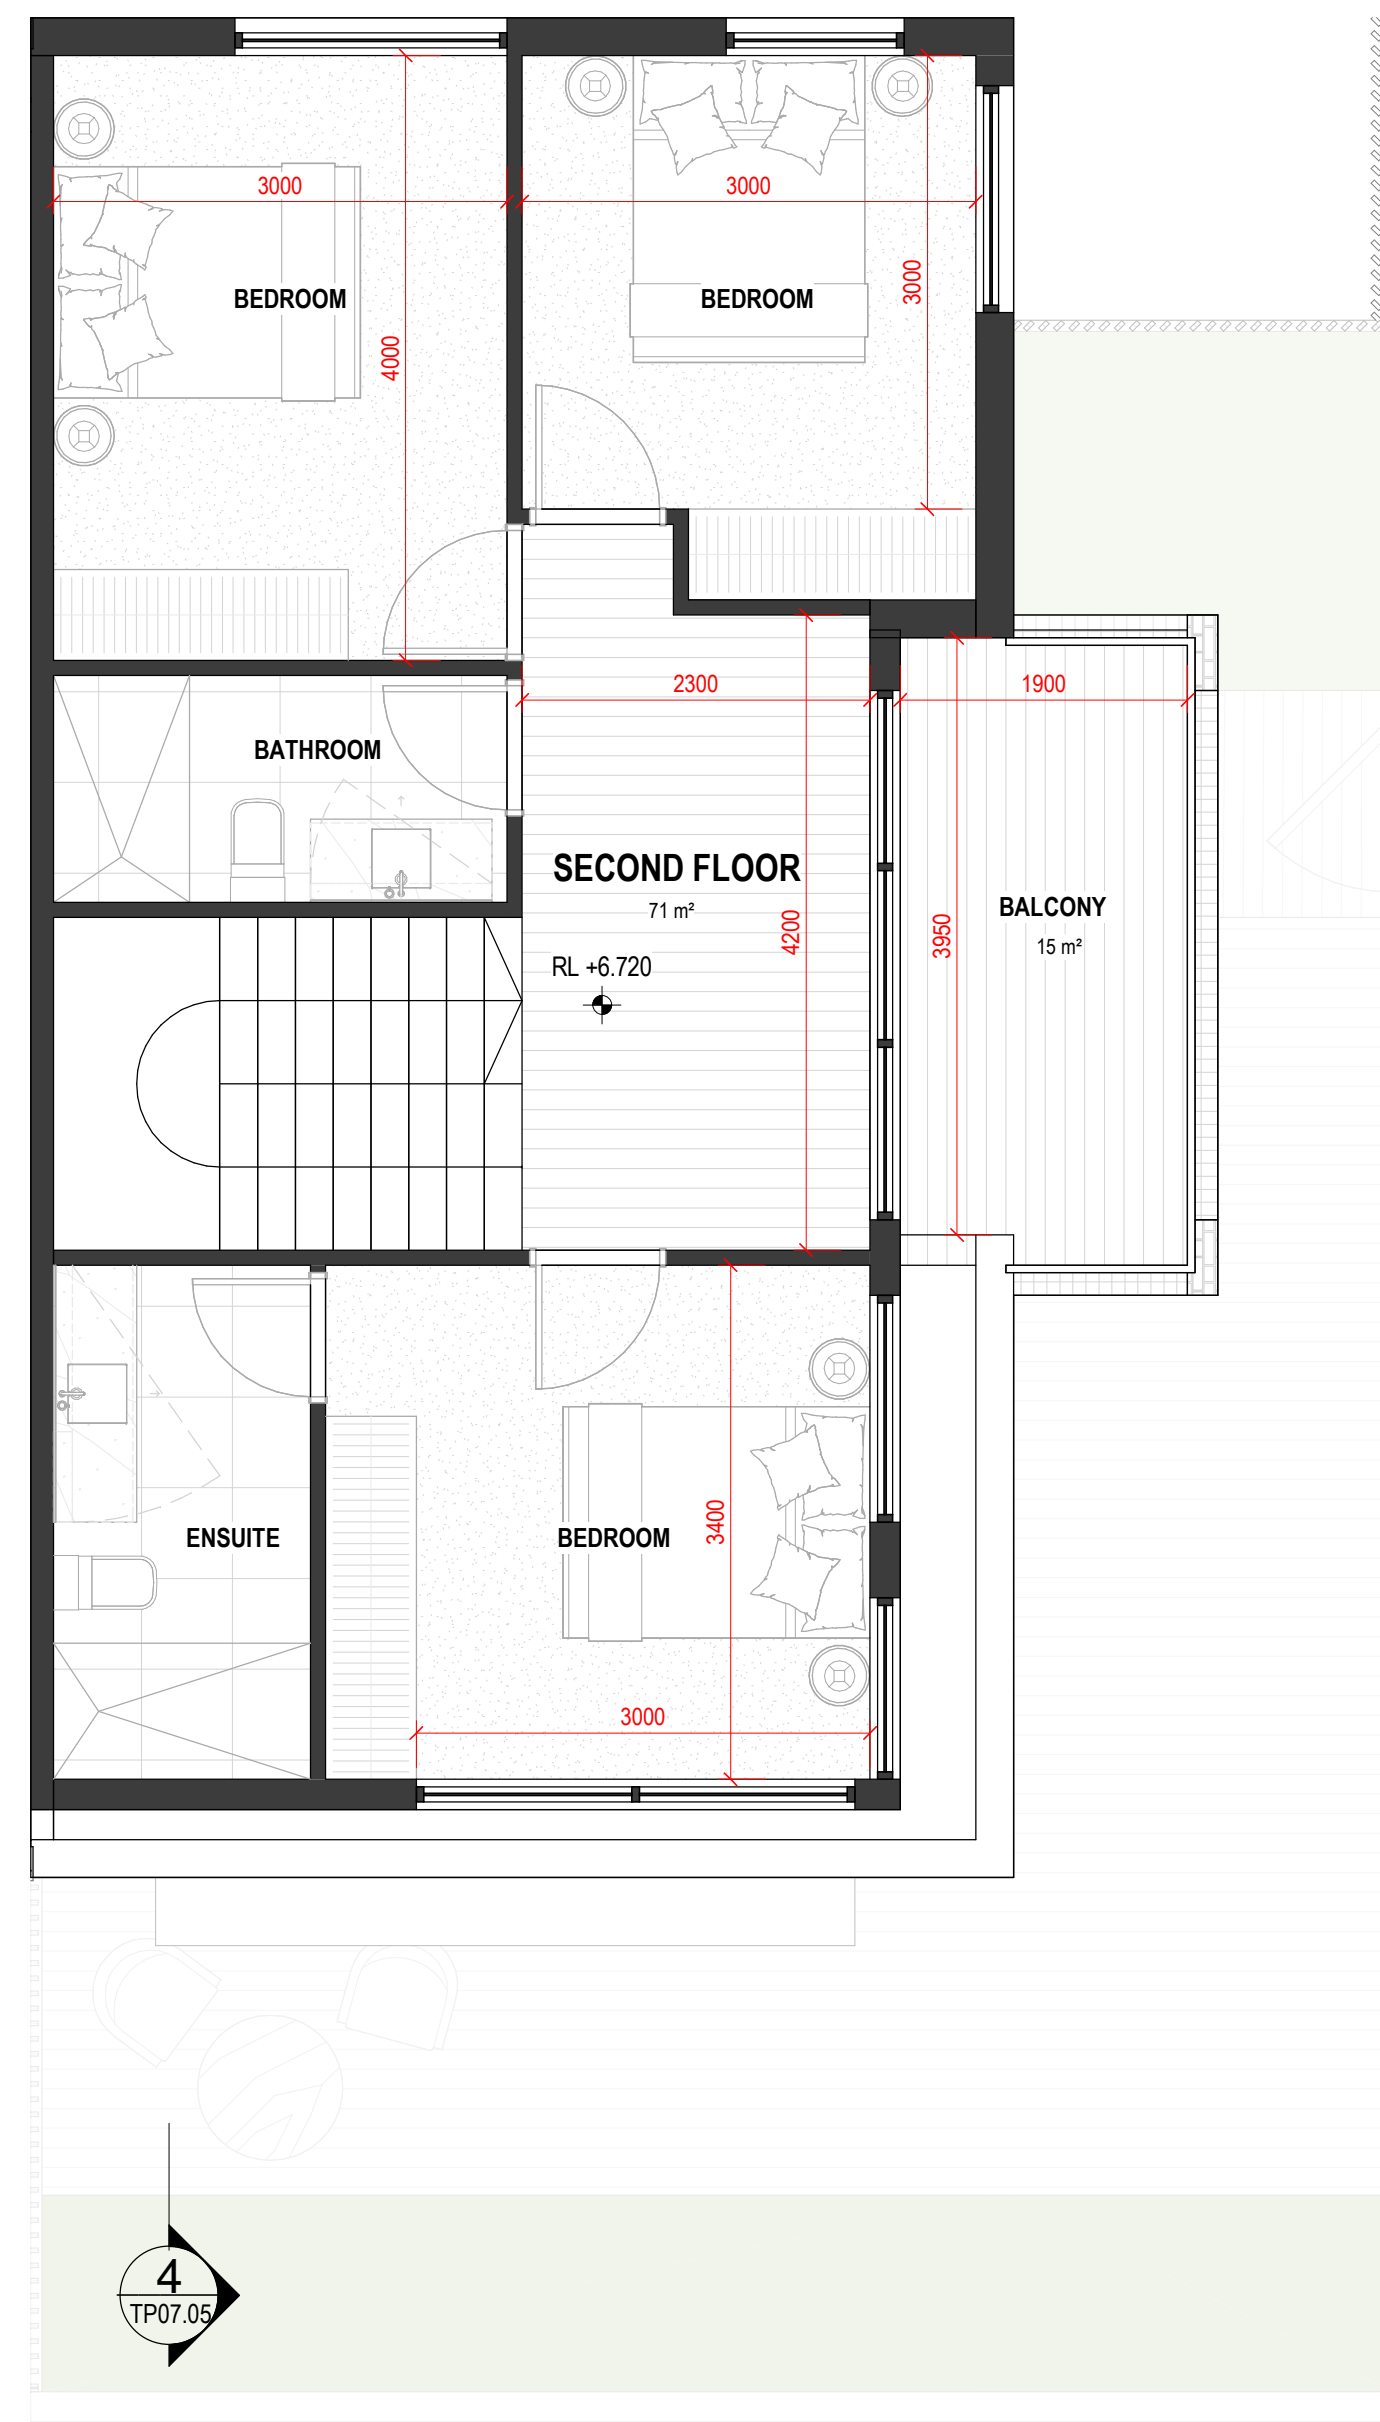 3000
3000
BEDROOM
BEDROOM
3000
4000
2300
1900
BATHROOM
SECOND FLOOR
71 m²
4200
BALCONY
15 m²
3950
RL +6.720
ENSUITE
BEDROOM
3400
3000
4
TP07.05